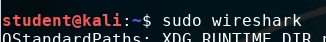 student@kali:~$ sudo wireshark
QStandardPaths: XDG_RUNTIME_DIR